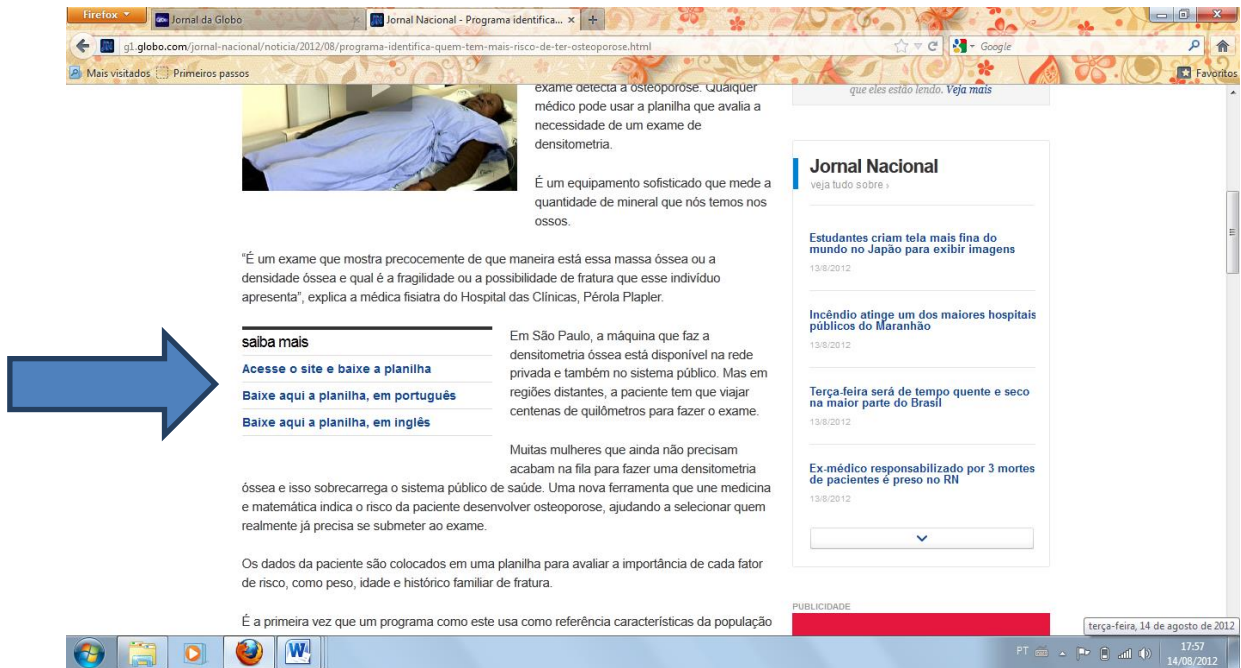 Firefox
Jornal da Globo
Jornal Nacional - Programa identifica...
g1.globo.com/jornal-nacional/noticia/2012/08/programa-identifica-quem-tem-mais-risco-de-ter-osteoporose.html
Google
Mais visitados
Primeiros passos
Favoritos
exame detecta a osteoporose. Qualquer
médico pode usar a planilha que avalia a
necessidade de um exame de
densitometria.
É um equipamento sofisticado que mede a
quantidade de mineral que nós temos nos
ossos.
“É um exame que mostra precocemente de que maneira está essa massa óssea ou a
densidade óssea e qual é a fragilidade ou a possibilidade de fratura que esse indivíduo
apresenta”, explica a médica fisiatra do Hospital das Clínicas, Pérola Plapler.
saiba mais
Acesse o site e baixe a planilha
Baixe aqui a planilha, em português
Baixe aqui a planilha, em inglês
Em São Paulo, a máquina que faz a
densitometria óssea está disponível na rede
privada e também no sistema público. Mas em
regiões distantes, a paciente tem que viajar
centenas de quilômetros para fazer o exame.
Muitas mulheres que ainda não precisam
acabam na fila para fazer uma densitometria
óssea e isso sobrecarrega o sistema público de saúde. Uma nova ferramenta que une medicina
e matemática indica o risco da paciente desenvolver osteoporose, ajudando a selecionar quem
realmente já precisa se submeter ao exame.
Os dados da paciente são colocados em uma planilha para avaliar a importância de cada fator
de risco, como peso, idade e histórico familiar de fratura.
É a primeira vez que um programa como este usa como referência características da população
que eles estão lendo. Veja mais
Jornal Nacional
veja tudo sobre ›
Estudantes criam tela mais fina do
mundo no Japão para exibir imagens
13/8/2012
Incêndio atinge um dos maiores hospitais
públicos do Maranhão
13/8/2012
Terça-feira será de tempo quente e seco
na maior parte do Brasil
13/8/2012
Ex-médico responsabilizado por 3 mortes
de pacientes é preso no RN
13/8/2012
PUBLICIDADE
terça-feira, 14 de agosto de 2012
PT
17:57
14/08/2012